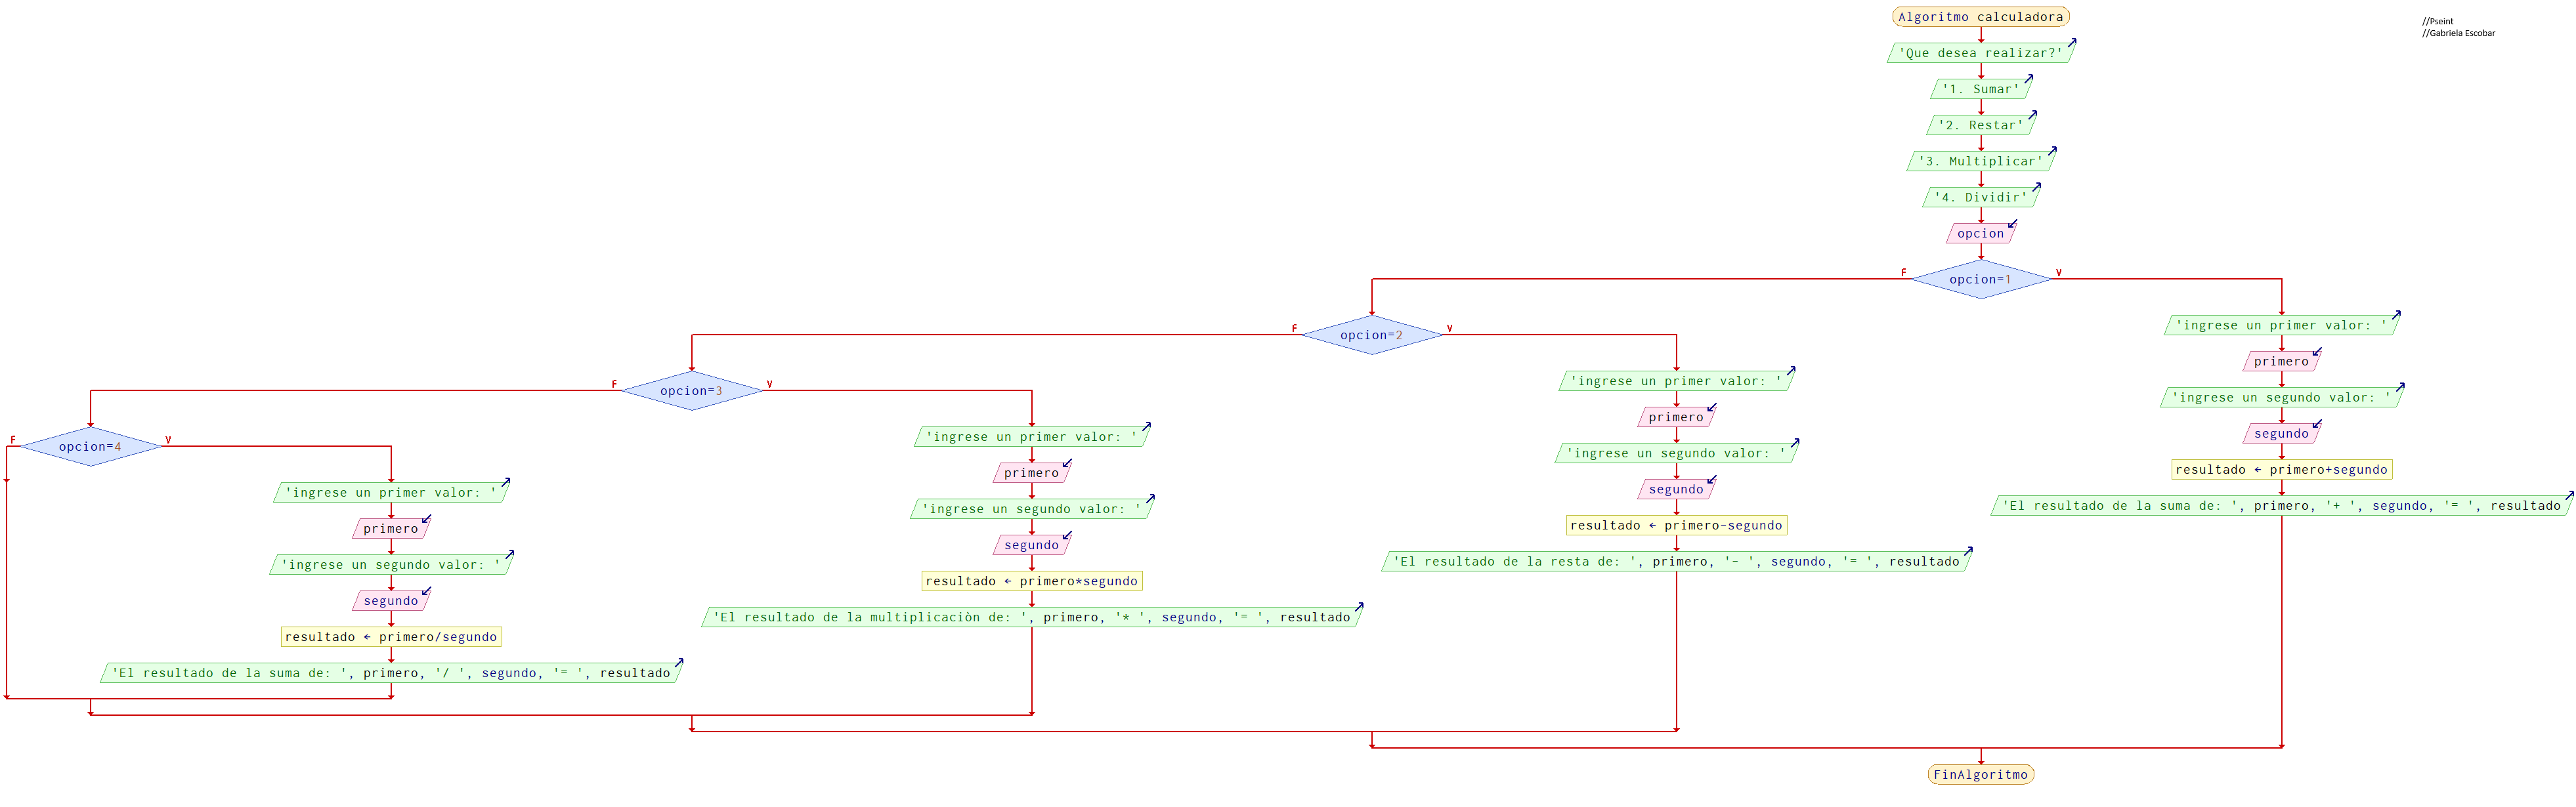 Algoritmo calculadora
//Pseint
//Gabriela Escobar
'Que desea realizar?'
'1. Sumar'
'2. Restar'
'3. Multiplicar'
'4. Dividir'
opcion
F
opcion=1
V
'ingrese un primer valor: '
primero
'ingrese un segundo valor: '
segundo
resultado ← primero+segundo
'El resultado de la suma de: ', primero, '+ ', segundo, '= ', resultado
F
opcion=2
V
'ingrese un primer valor: '
primero
'ingrese un segundo valor: '
segundo
resultado ← primero-segundo
'El resultado de la resta de: ', primero, '- ', segundo, '= ', resultado
F
opcion=3
V
'ingrese un primer valor: '
primero
'ingrese un segundo valor: '
segundo
resultado ← primero*segundo
'El resultado de la multiplicaciòn de: ', primero, '* ', segundo, '= ', resultado
F
opcion=4
V
'ingrese un primer valor: '
primero
'ingrese un segundo valor: '
segundo
resultado ← primero/segundo
'El resultado de la suma de: ', primero, '/ ', segundo, '= ', resultado
FinAlgoritmo